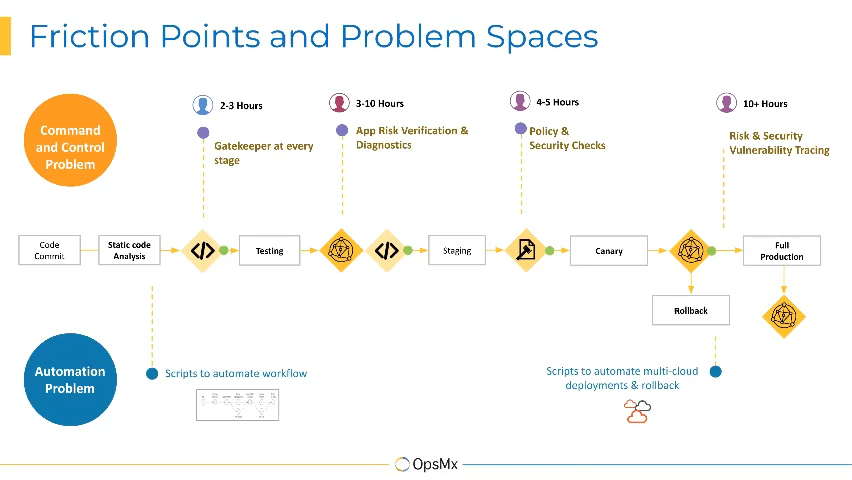 Friction Points and Problem Spaces
Command
and Control
Problem
2-3 Hours
Gatekeeper at every
stage
3-10 Hours
App Risk Verification &
Diagnostics
4-5 Hours
Policy &
Security Checks
10+ Hours
Risk & Security
Vulnerability Tracing
Code
Commit
Static code
Analysis
</>
Testing
</>
Staging
Canary
Full
Production
Rollback
Automation
Problem
Scripts to automate workflow
Scripts to automate multi-cloud
deployments & rollback
OpsMx